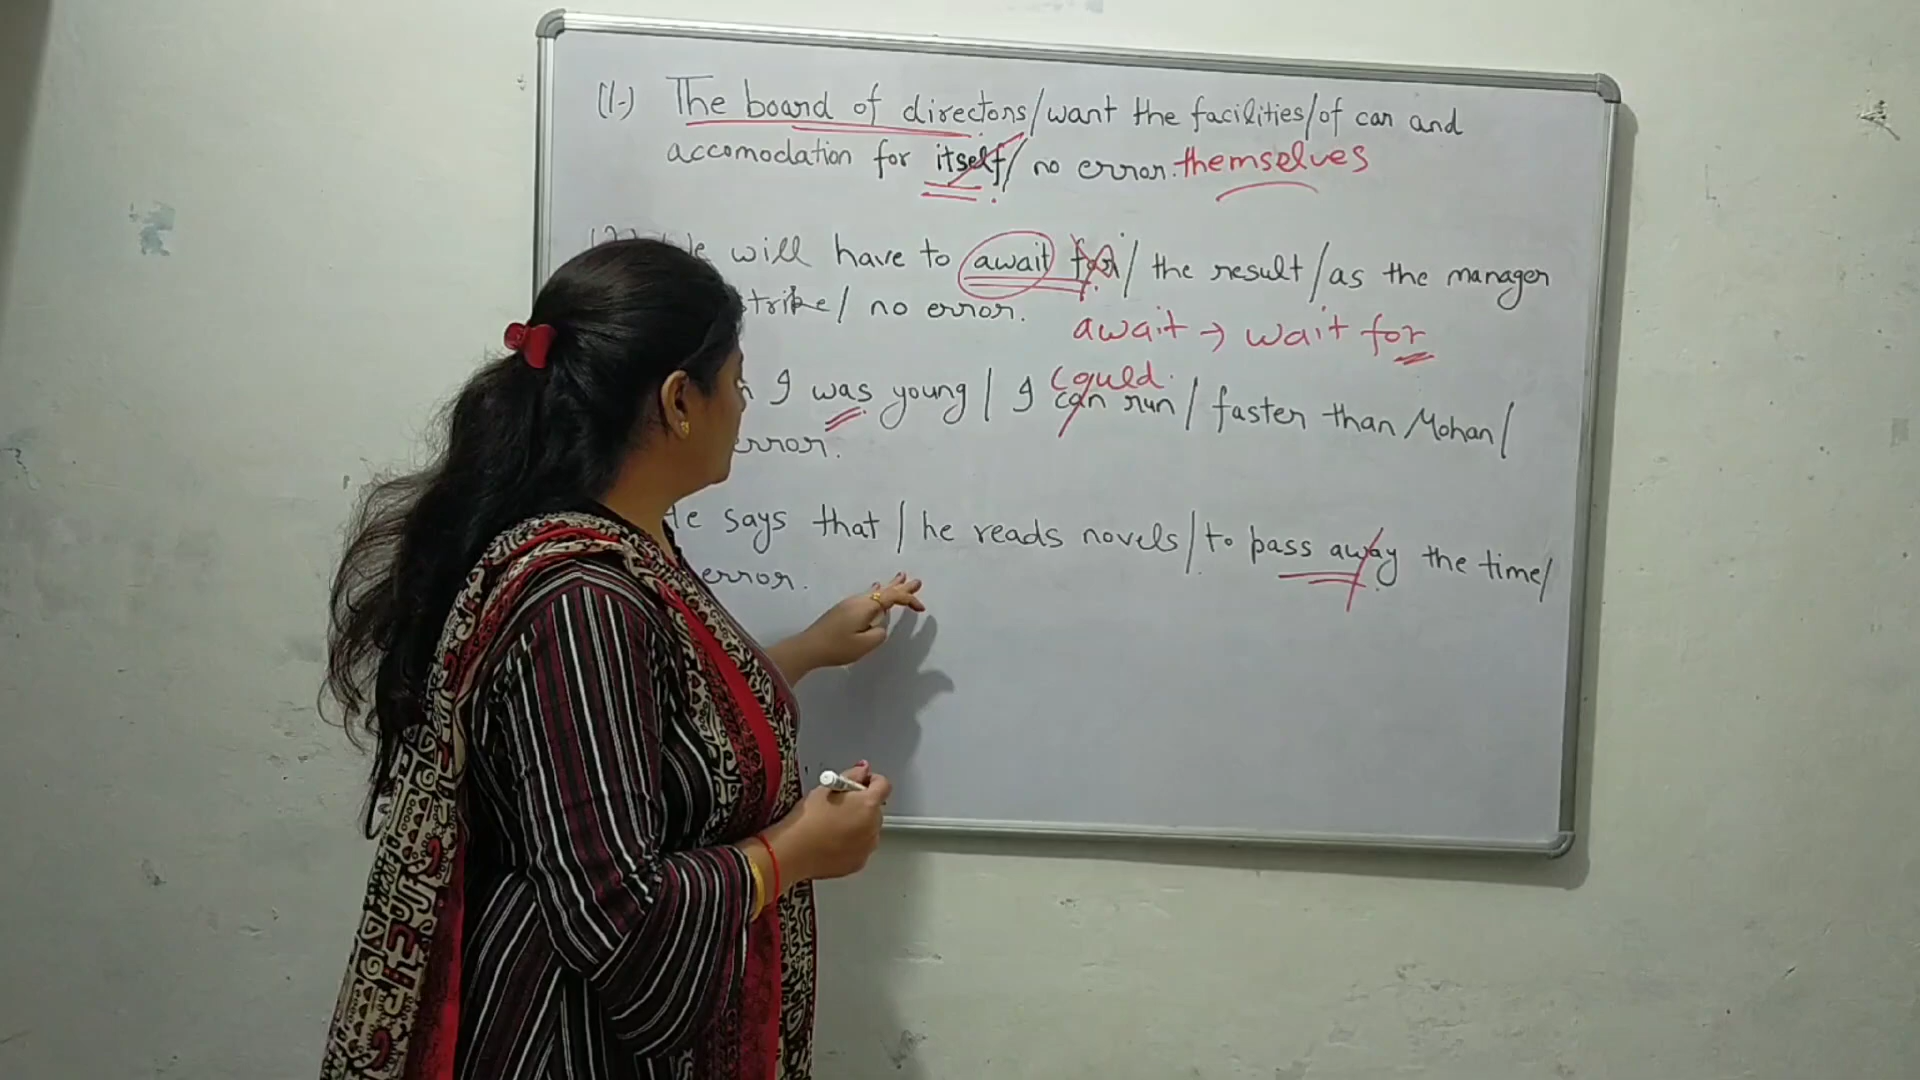 (1.) The board of directors/want the facilities/of car and
accomodation for itself/ no error. themselves
will have to await for/ the result/as the manager
strike/ no error.
await → wait for
could
I was young/ I can run/ faster than Mohan/
error.
He says that/he reads novels/to pass away the time/
error.